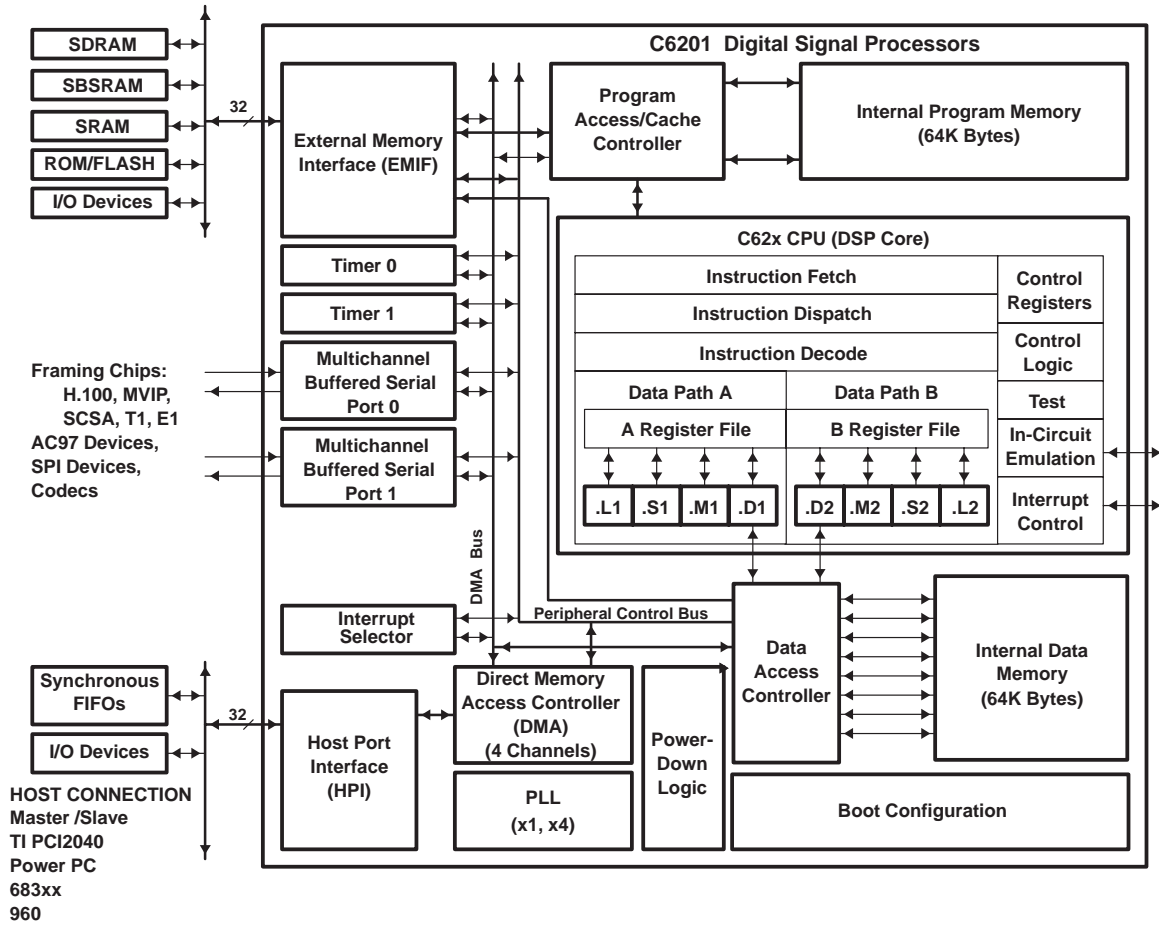 C6201 Digital Signal Processors
SDRAM
SBSRAM
SRAM
ROM/FLASH
I/O Devices
32
External Memory
Interface (EMIF)
Program
Access/Cache
Controller
Internal Program Memory
(64K Bytes)
Timer 0
Timer 1
Framing Chips:
H.100, MVIP,
SCSA, T1, E1
AC97 Devices,
SPI Devices,
Codecs
Multichannel
Buffered Serial
Port 0
Multichannel
Buffered Serial
Port 1
C62x CPU (DSP Core)
Instruction Fetch
Instruction Dispatch
Instruction Decode
Data Path A
A Register File
.L1
.S1
.M1
.D1
Data Path B
B Register File
.D2
.M2
.S2
.L2
Control
Registers
Control
Logic
Test
In-Circuit
Emulation
Interrupt
Control
DMA Bus
Peripheral Control Bus
Interrupt
Selector
Synchronous
FIFOs
I/O Devices
32
HOST CONNECTION
Master /Slave
TI PCI2040
Power PC
683xx
960
Host Port
Interface
(HPI)
Direct Memory
Access Controller
(DMA)
(4 Channels)
PLL
(x1, x4)
Power-
Down
Logic
Data
Access
Controller
Internal Data
Memory
(64K Bytes)
Boot Configuration